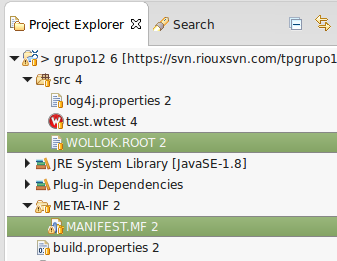 Project Explorer Search
> grupo12 6 [https://svn.riouxsvn.com/tpgrupo1
src 4
log4j.properties 2
test.wtest 4
WOLLOK.ROOT 2
JRE System Library [JavaSE-1.8]
Plug-in Dependencies
META-INF 2
MANIFEST.MF 2
build.properties 2